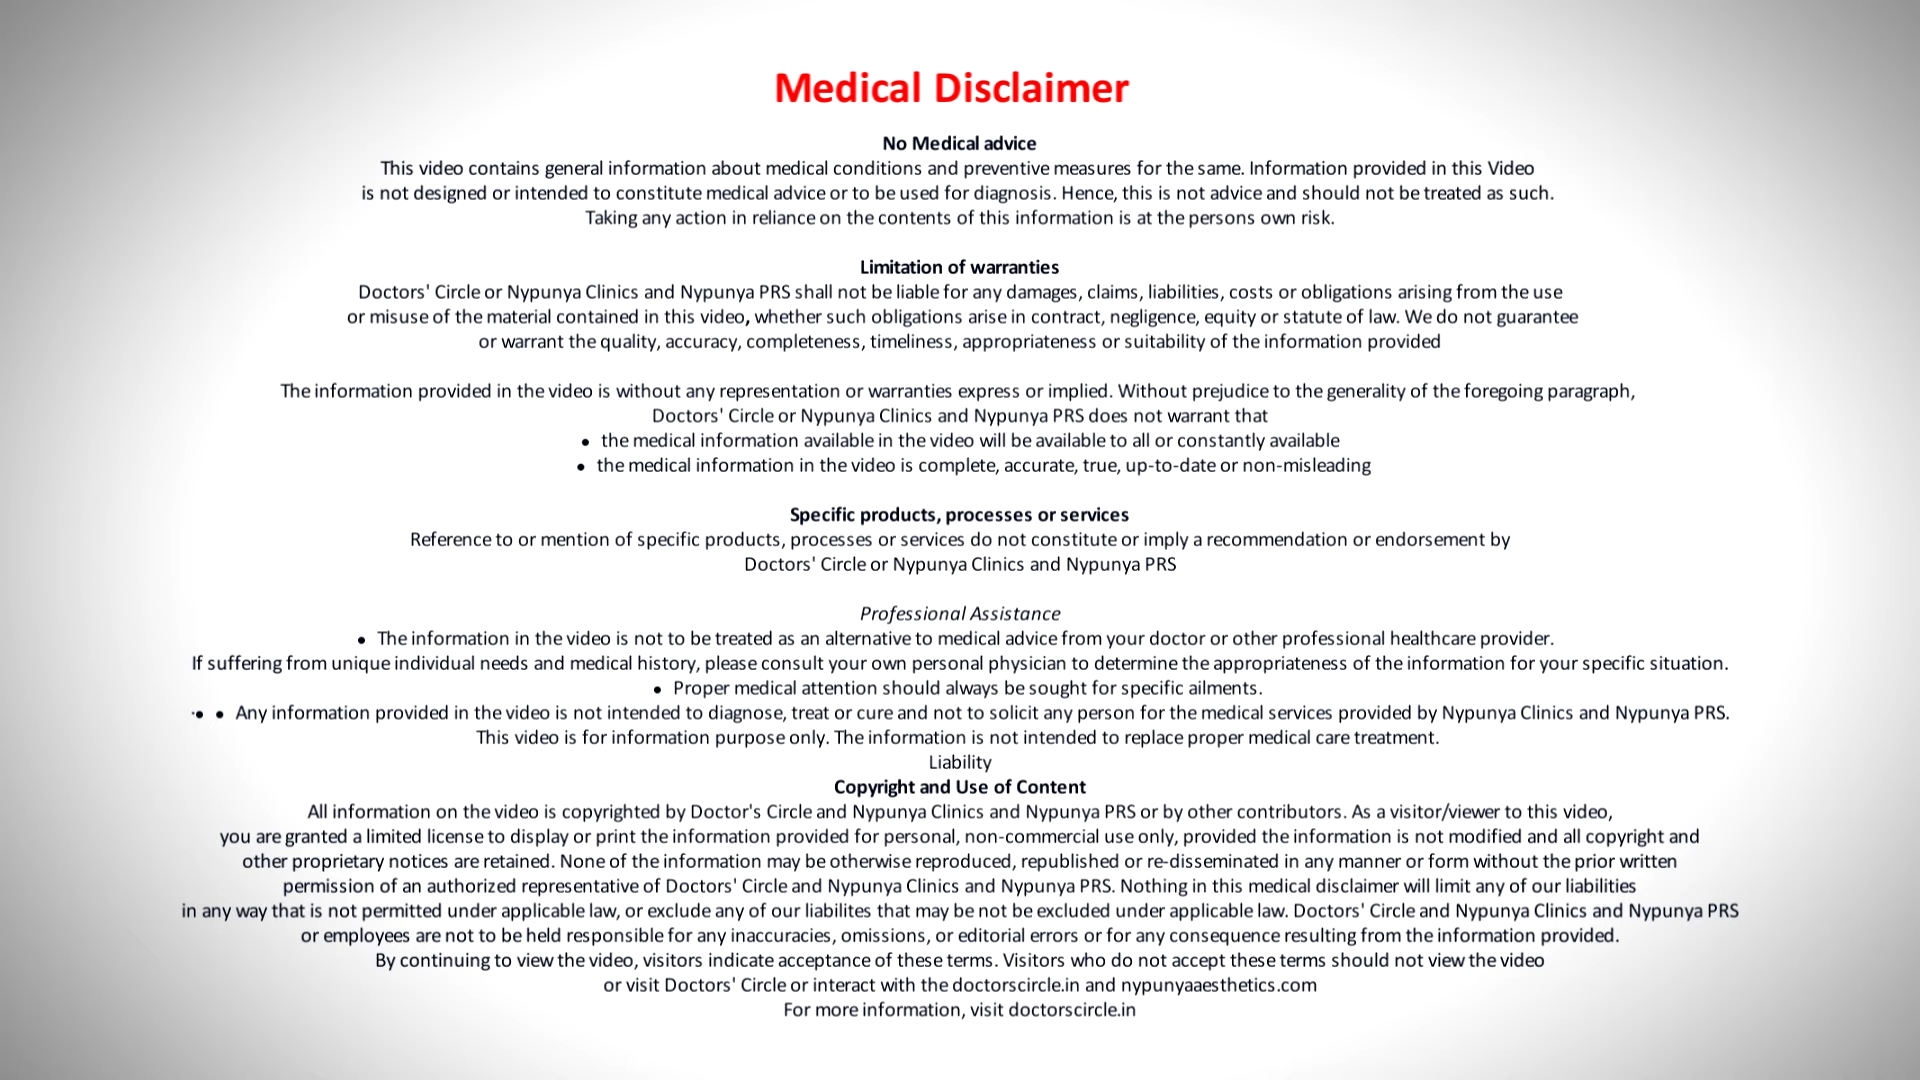 Medical Disclaimer
No Medical advice
This video contains general information about medical conditions and preventive measures for the same. Information provided in this Video
is not designed or intended to constitute medical advice or to be used for diagnosis. Hence, this is not advice and should not be treated as such.
Taking any action in reliance on the contents of this information is at the persons own risk.
Limitation of warranties
Doctors' Circle or Nypunya Clinics and Nypunya PRS shall not be liable for any damages, claims, liabilities, costs or obligations arising from the use
or misuse of the material contained in this video, whether such obligations arise in contract, negligence, equity or statute of law. We do not guarantee
or warrant the quality, accuracy, completeness, timeliness, appropriateness or suitability of the information provided
The information provided in the video is without any representation or warranties express or implied. Without prejudice to the generality of the foregoing paragraph,
Doctors' Circle or Nypunya Clinics and Nypunya PRS does not warrant that
• the medical information available in the video will be available to all or constantly available
• the medical information in the video is complete, accurate, true, up-to-date or non-misleading
Specific products, processes or services
Reference to or mention of specific products, processes or services do not constitute or imply a recommendation or endorsement by
Doctors' Circle or Nypunya Clinics and Nypunya PRS
Professional Assistance
• The information in the video is not to be treated as an alternative to medical advice from your doctor or other professional healthcare provider.
If suffering from unique individual needs and medical history, please consult your own personal physician to determine the appropriateness of the information for your specific situation.
• Proper medical attention should always be sought for specific ailments.
·• • Any information provided in the video is not intended to diagnose, treat or cure and not to solicit any person for the medical services provided by Nypunya Clinics and Nypunya PRS.
This video is for information purpose only. The information is not intended to replace proper medical care treatment.
Liability
Copyright and Use of Content
All information on the video is copyrighted by Doctor's Circle and Nypunya Clinics and Nypunya PRS or by other contributors. As a visitor/viewer to this video,
you are granted a limited license to display or print the information provided for personal, non-commercial use only, provided the information is not modified and all copyright and
other proprietary notices are retained. None of the information may be otherwise reproduced, republished or re-disseminated in any manner or form without the prior written
permission of an authorized representative of Doctors' Circle and Nypunya Clinics and Nypunya PRS. Nothing in this medical disclaimer will limit any of our liabilities
in any way that is not permitted under applicable law, or exclude any of our liabilites that may be not be excluded under applicable law. Doctors' Circle and Nypunya Clinics and Nypunya PRS
or employees are not to be held responsible for any inaccuracies, omissions, or editorial errors or for any consequence resulting from the information provided.
By continuing to view the video, visitors indicate acceptance of these terms. Visitors who do not accept these terms should not view the video
or visit Doctors' Circle or interact with the doctorscircle.in and nypunyaaesthetics.com
For more information, visit doctorscircle.in